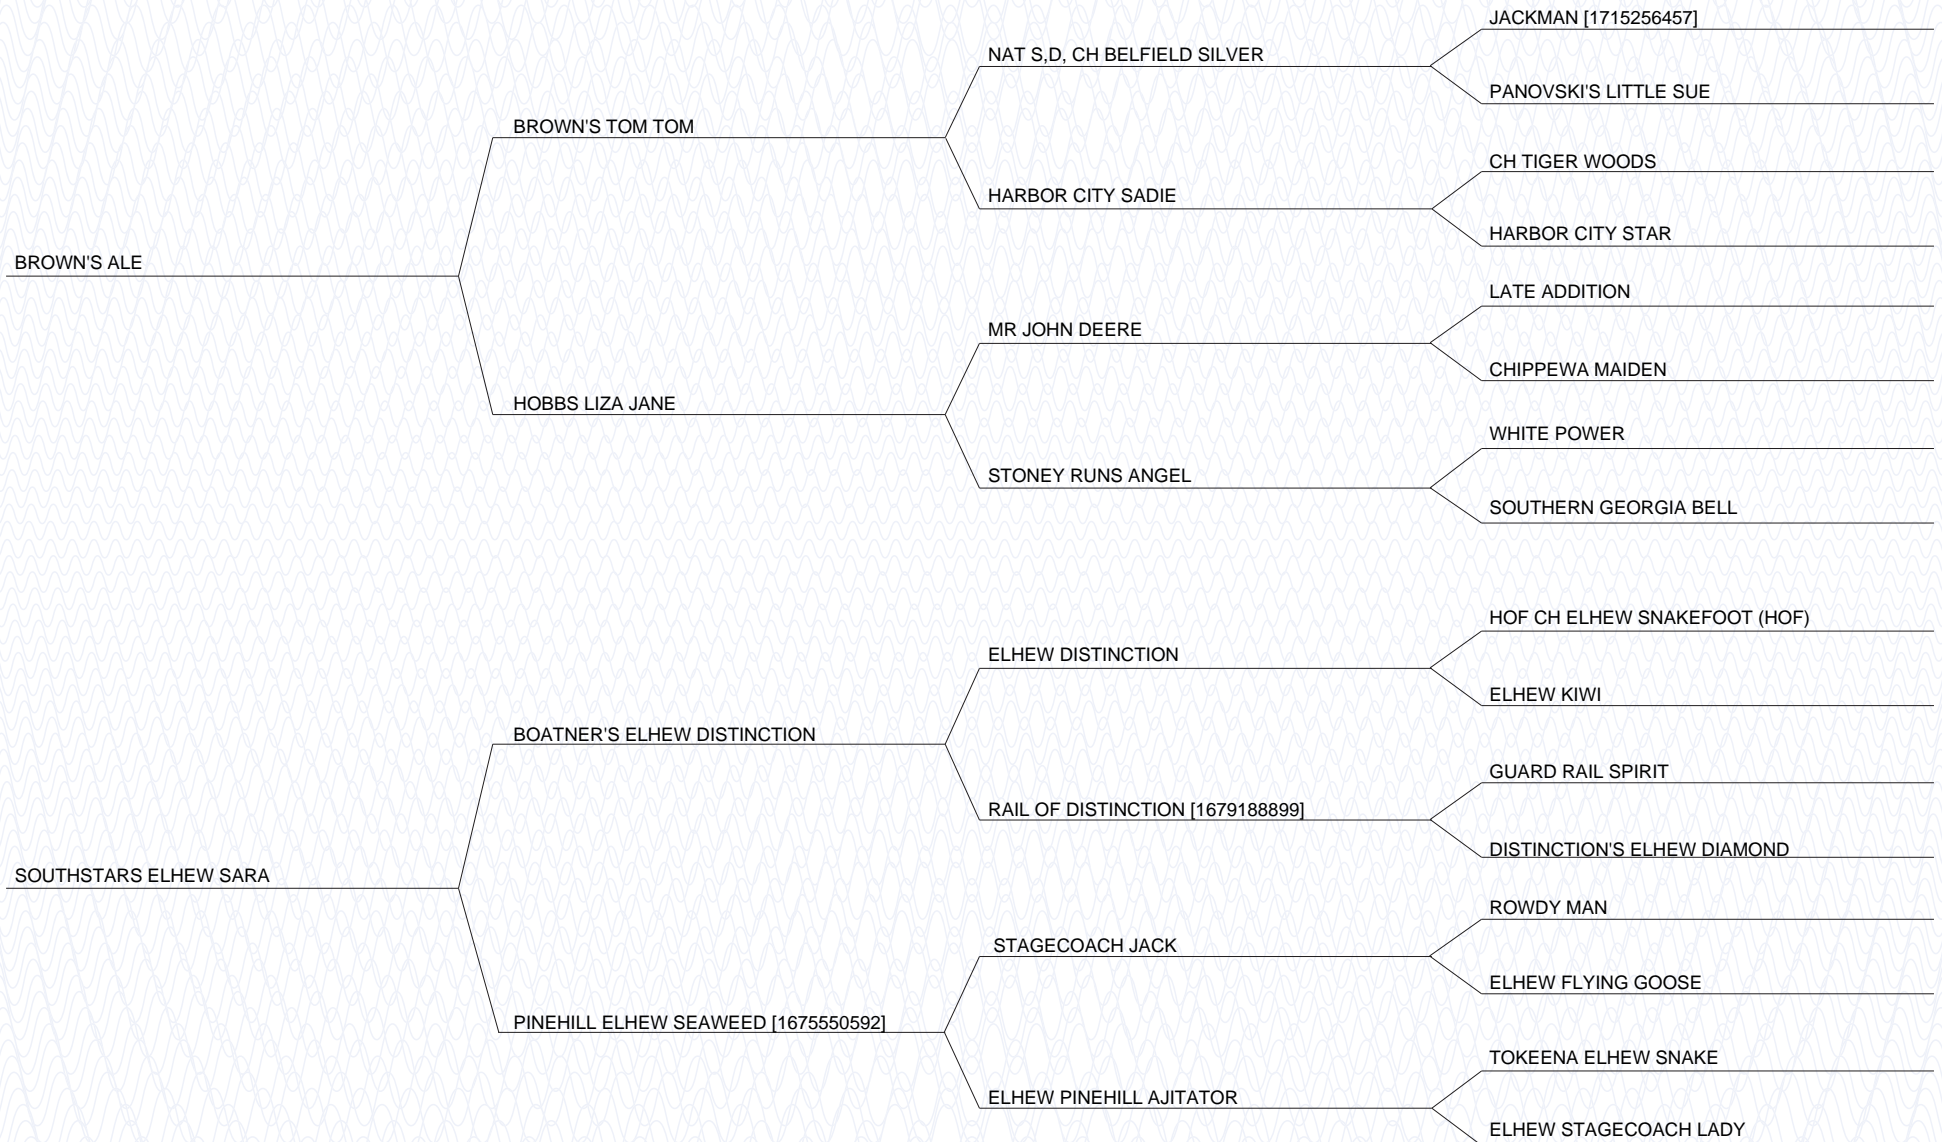 JACKMAN [1715256457]
NAT S,D, CH BELFIELD SILVER
PANOVSKI'S LITTLE SUE
BROWN'S TOM TOM
CH TIGER WOODS
HARBOR CITY SADIE
HARBOR CITY STAR
BROWN'S ALE
LATE ADDITION
MR JOHN DEERE
CHIPPEWA MAIDEN
HOBBS LIZA JANE
WHITE POWER
STONEY RUNS ANGEL
SOUTHERN GEORGIA BELL
HOF CH ELHEW SNAKEFOOT (HOF)
ELHEW DISTINCTION
ELHEW KIWI
BOATNER'S ELHEW DISTINCTION
GUARD RAIL SPIRIT
RAIL OF DISTINCTION [1679188899]
DISTINCTION'S ELHEW DIAMOND
SOUTHSTARS ELHEW SARA
ROWDY MAN
STAGECOACH JACK
ELHEW FLYING GOOSE
PINEHILL ELHEW SEAWEED [1675550592]
TOKEENA ELHEW SNAKE
ELHEW PINEHILL AJITATOR
ELHEW STAGECOACH LADY